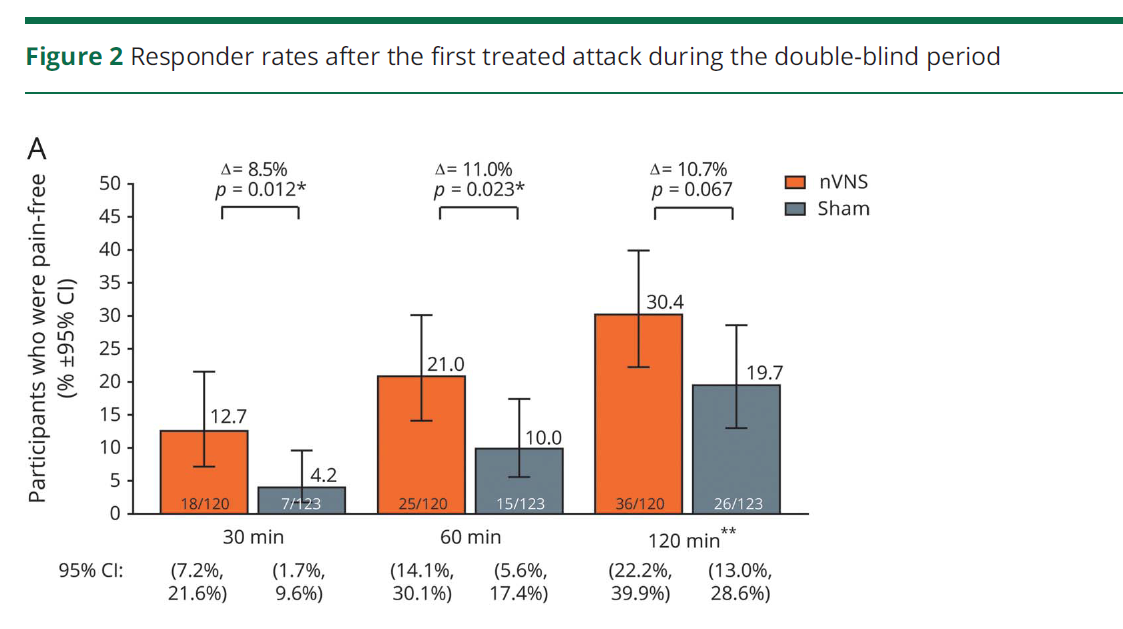 Figure 2 Responder rates after the first treated attack during the double-blind period
A
Participants who were pain-free
(% ±95% CI)
50
45
40
35
30
25
20
15
10
5
0
Δ= 8.5%
p = 0.012*
Δ= 11.0%
p = 0.023*
Δ= 10.7%
p = 0.067
nVNS
Sham
12.7
4.2
21.0
10.0
30.4
19.7
18/120 7/123 25/120 15/123 36/120 26/123
30 min 60 min 120 min**
95% CI: (7.2%, (1.7%, (14.1%, (5.6%, (22.2%, (13.0%,
21.6%) 9.6%) 30.1%) 17.4%) 39.9%) 28.6%)